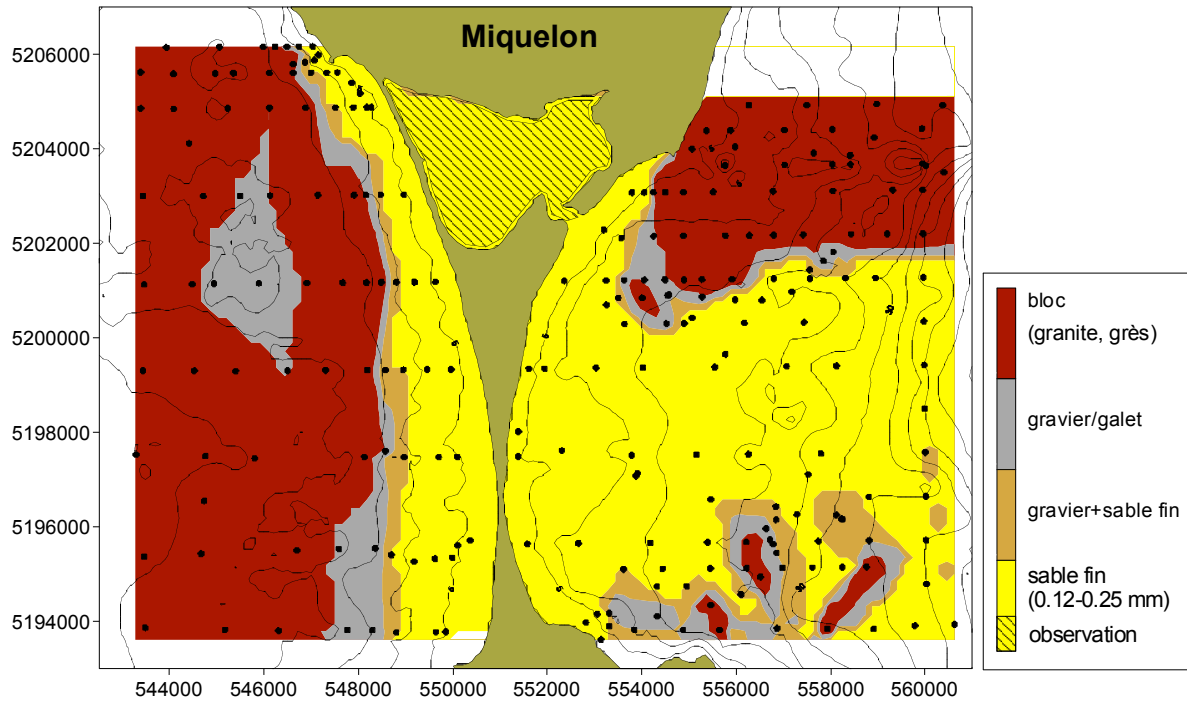 Miquelon
5206000
5204000
5202000
5200000
5198000
5196000
5194000
544000 546000 548000 550000 552000 554000 556000 558000 560000
bloc
(granite, grès)
gravier/galet
gravier+sable fin
sable fin
(0.12-0.25 mm)
observation